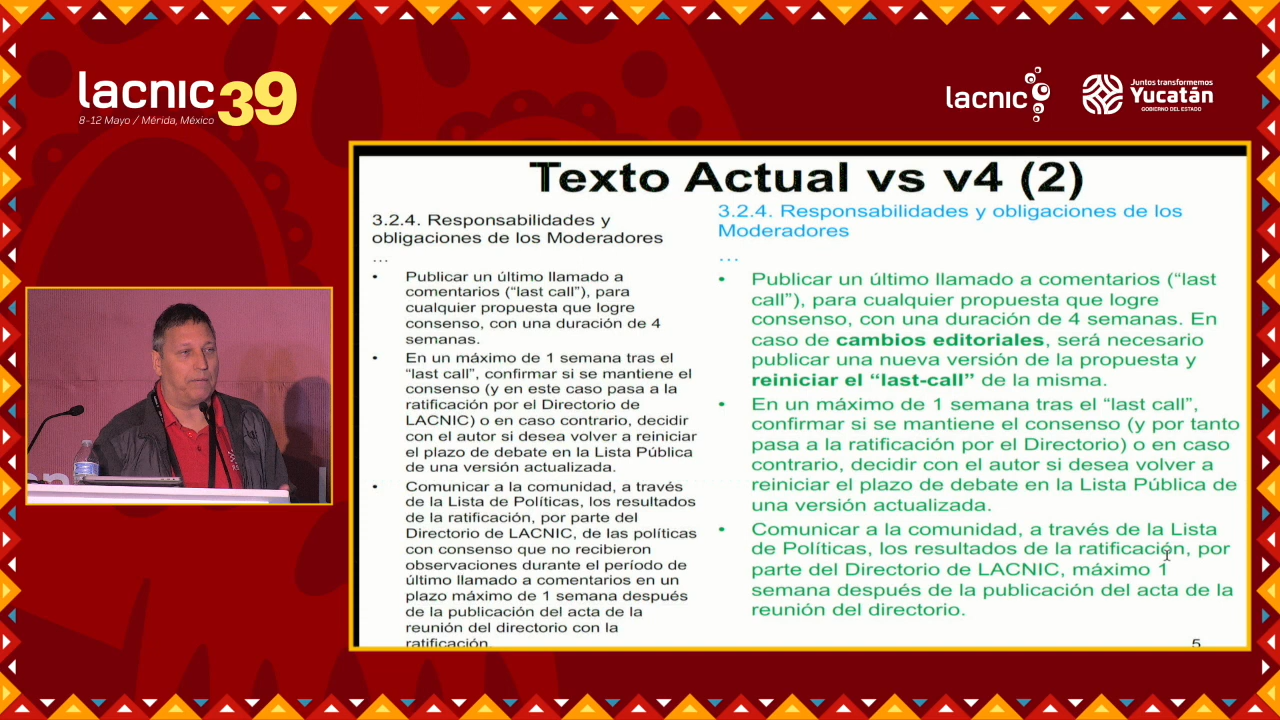 lacnic 39
8-12 Mayo / Mérida, México
lacnic
Juntos transformemos
Yucatán
GOBIERNO DEL ESTADO
Texto Actual vs v4 (2)
3.2.4. Responsabilidades y
obligaciones de los Moderadores
…
• Publicar un último llamado a
comentarios (“last call”), para
cualquier propuesta que logre
consenso, con una duración de 4
semanas.
• En un máximo de 1 semana tras el
“last call”, confirmar si se mantiene el
consenso (y en este caso pasa a la
ratificación por el Directorio de
LACNIC) o en caso contrario, decidir
con el autor si desea volver a reiniciar
el plazo de debate en la Lista Pública
de una versión actualizada.
• Comunicar a la comunidad, a través
de la Lista de Políticas, los resultados
de la ratificación, por parte del
Directorio de LACNIC, de las políticas
con consenso que no recibieron
observaciones durante el período de
último llamado a comentarios en un
plazo máximo de 1 semana después
de la publicación del acta de la
reunión del directorio con la
ratificación.
3.2.4. Responsabilidades y obligaciones de los
Moderadores
…
• Publicar un último llamado a comentarios (“last
call”), para cualquier propuesta que logre
consenso, con una duración de 4 semanas. En
caso de cambios editoriales, será necesario
publicar una nueva versión de la propuesta y
reiniciar el “last-call” de la misma.
• En un máximo de 1 semana tras el “last call”,
confirmar si se mantiene el consenso (y por tanto
pasa a la ratificación por el Directorio) o en caso
contrario, decidir con el autor si desea volver a
reiniciar el plazo de debate en la Lista Pública de
una versión actualizada.
• Comunicar a la comunidad, a través de la Lista
de Políticas, los resultados de la ratificación, por
parte del Directorio de LACNIC, máximo 1
semana después de la publicación del acta de la
reunión del directorio.
5